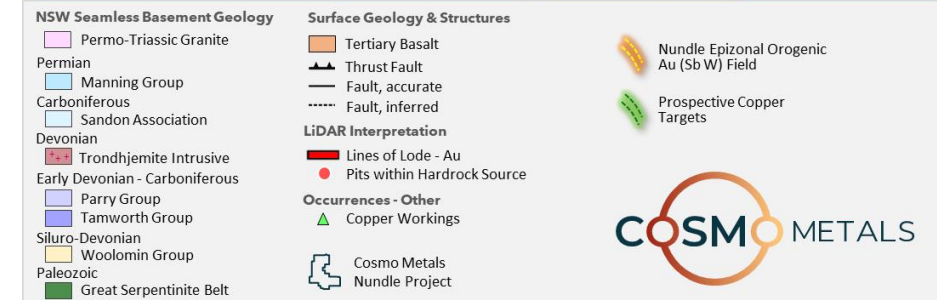 NSW Seamless Basement Geology
Permo-Triassic Granite
Permian
Manning Group
Carboniferous
Sandon Association
Devonian
Trondhjemite Intrusive
Early Devonian - Carboniferous
Parry Group
Tamworth Group
Siluro-Devonian
Woolomin Group
Paleozoic
Great Serpentinite Belt
Surface Geology & Structures
Tertiary Basalt
Thrust Fault
Fault, accurate
Fault, inferred
LiDAR Interpretation
Lines of Lode - Au
Pits within Hardrock Source
Occurrences - Other
Copper Workings
Cosmo Metals
Nundle Project
Nundle Epizonal Orogenic
Au (Sb W) Field
Prospective Copper
Targets
COSMO METALS